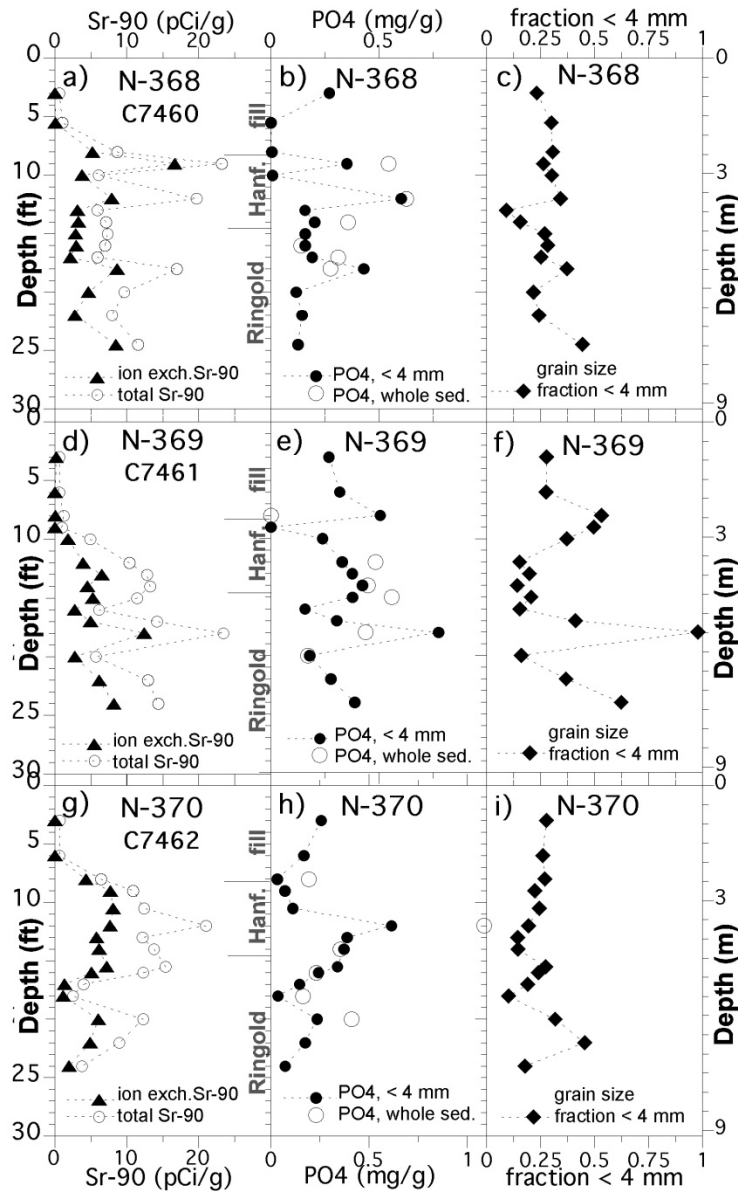 Sr-90 (pCi/g) PO4 (mg/g) fraction < 4 mm
0 10 20 0 0.5 0 0.25 0.5 0.75 1
a) N-368 b) N-368 c) N-368
C7460
0 5 10 15 20 25 30
Depth (ft)
fill
Hanf.
Ringold
0 3 9
Depth (m)
ion exch.Sr-90 PO4, < 4 mm grain size
total Sr-90 PO4, whole sed. fraction < 4 mm
d) N-369 e) N-369 f) N-369
C7461
5 10 15 25 30
Depth (ft)
fill
Hanf.
Ringold
0 3 9
Depth (m)
ion exch.Sr-90 PO4, < 4 mm grain size
total Sr-90 PO4, whole sed. fraction < 4 mm
g) N-370 h) N-370 i) N-370
C7462
5 10 15 25 30
Depth (ft)
fill
Hanf.
Ringold
0 3 9
Depth (m)
ion exch.Sr-90 PO4, < 4 mm grain size
total Sr-90 PO4, whole sed. fraction < 4 mm
0 10 20 0 0.5 1 0 0.25 0.5 0.75 1
Sr-90 (pCi/g) PO4 (mg/g) fraction < 4 mm